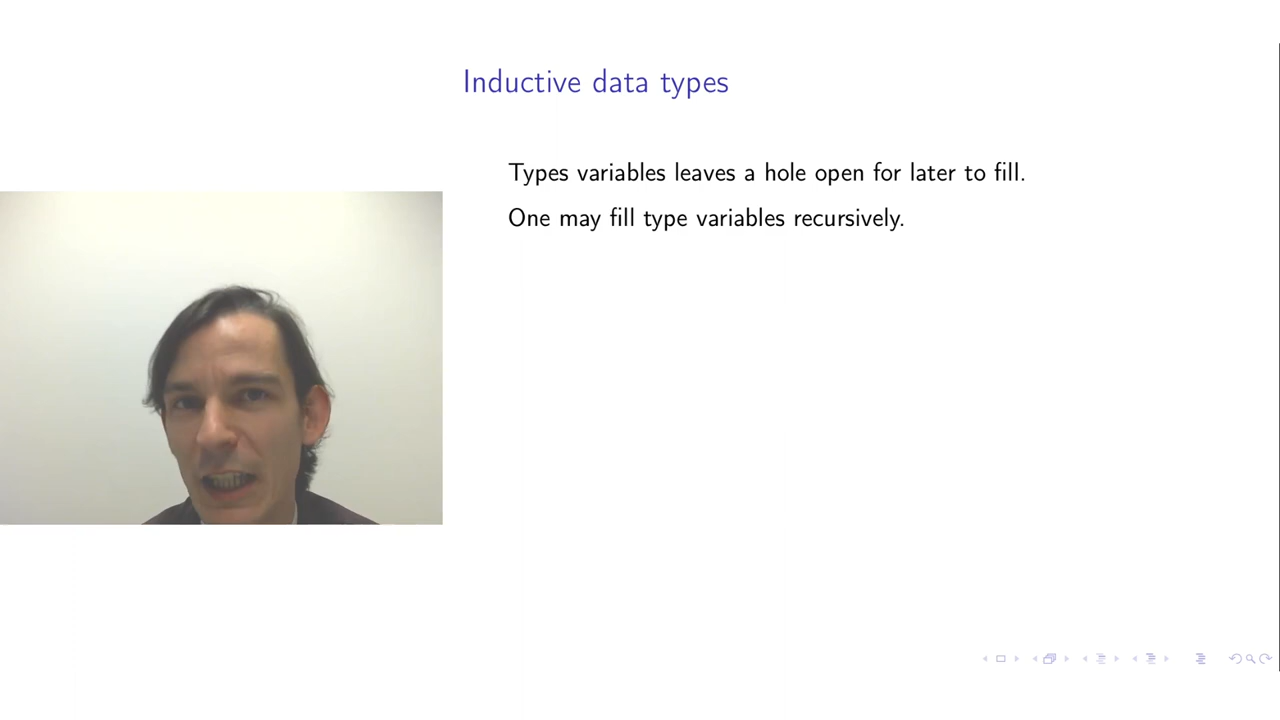 Inductive data types
Types variables leaves a hole open for later to fill.
One may fill type variables recursively.